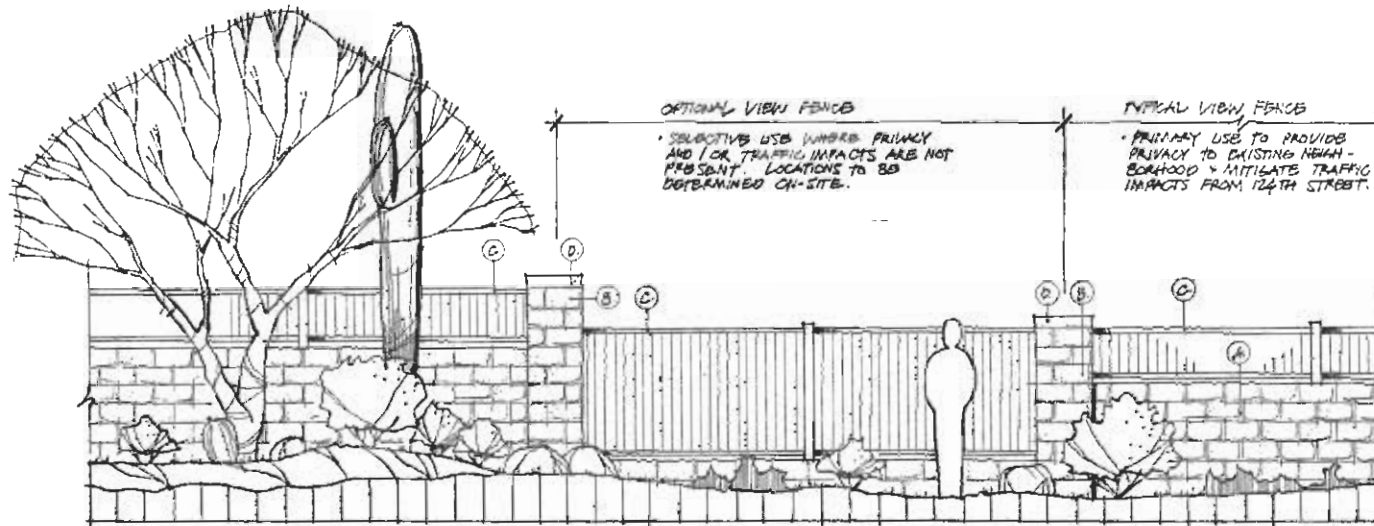 OPTIONAL VIEW FENCE
• SELECTIVE USE WHERE PRIVACY
AND / OR TRAFFIC IMPACTS ARE NOT
PRESENT. LOCATIONS TO BE
DETERMINED ON-SITE.
TYPICAL VIEW FENCE
• PRIMARY USE TO PROVIDE
PRIVACY TO EXISTING NEIGH-
BORHOOD + MITIGATE TRAFFIC
IMPACTS FROM 124TH STREET.
C D
B
C
D B
C
A